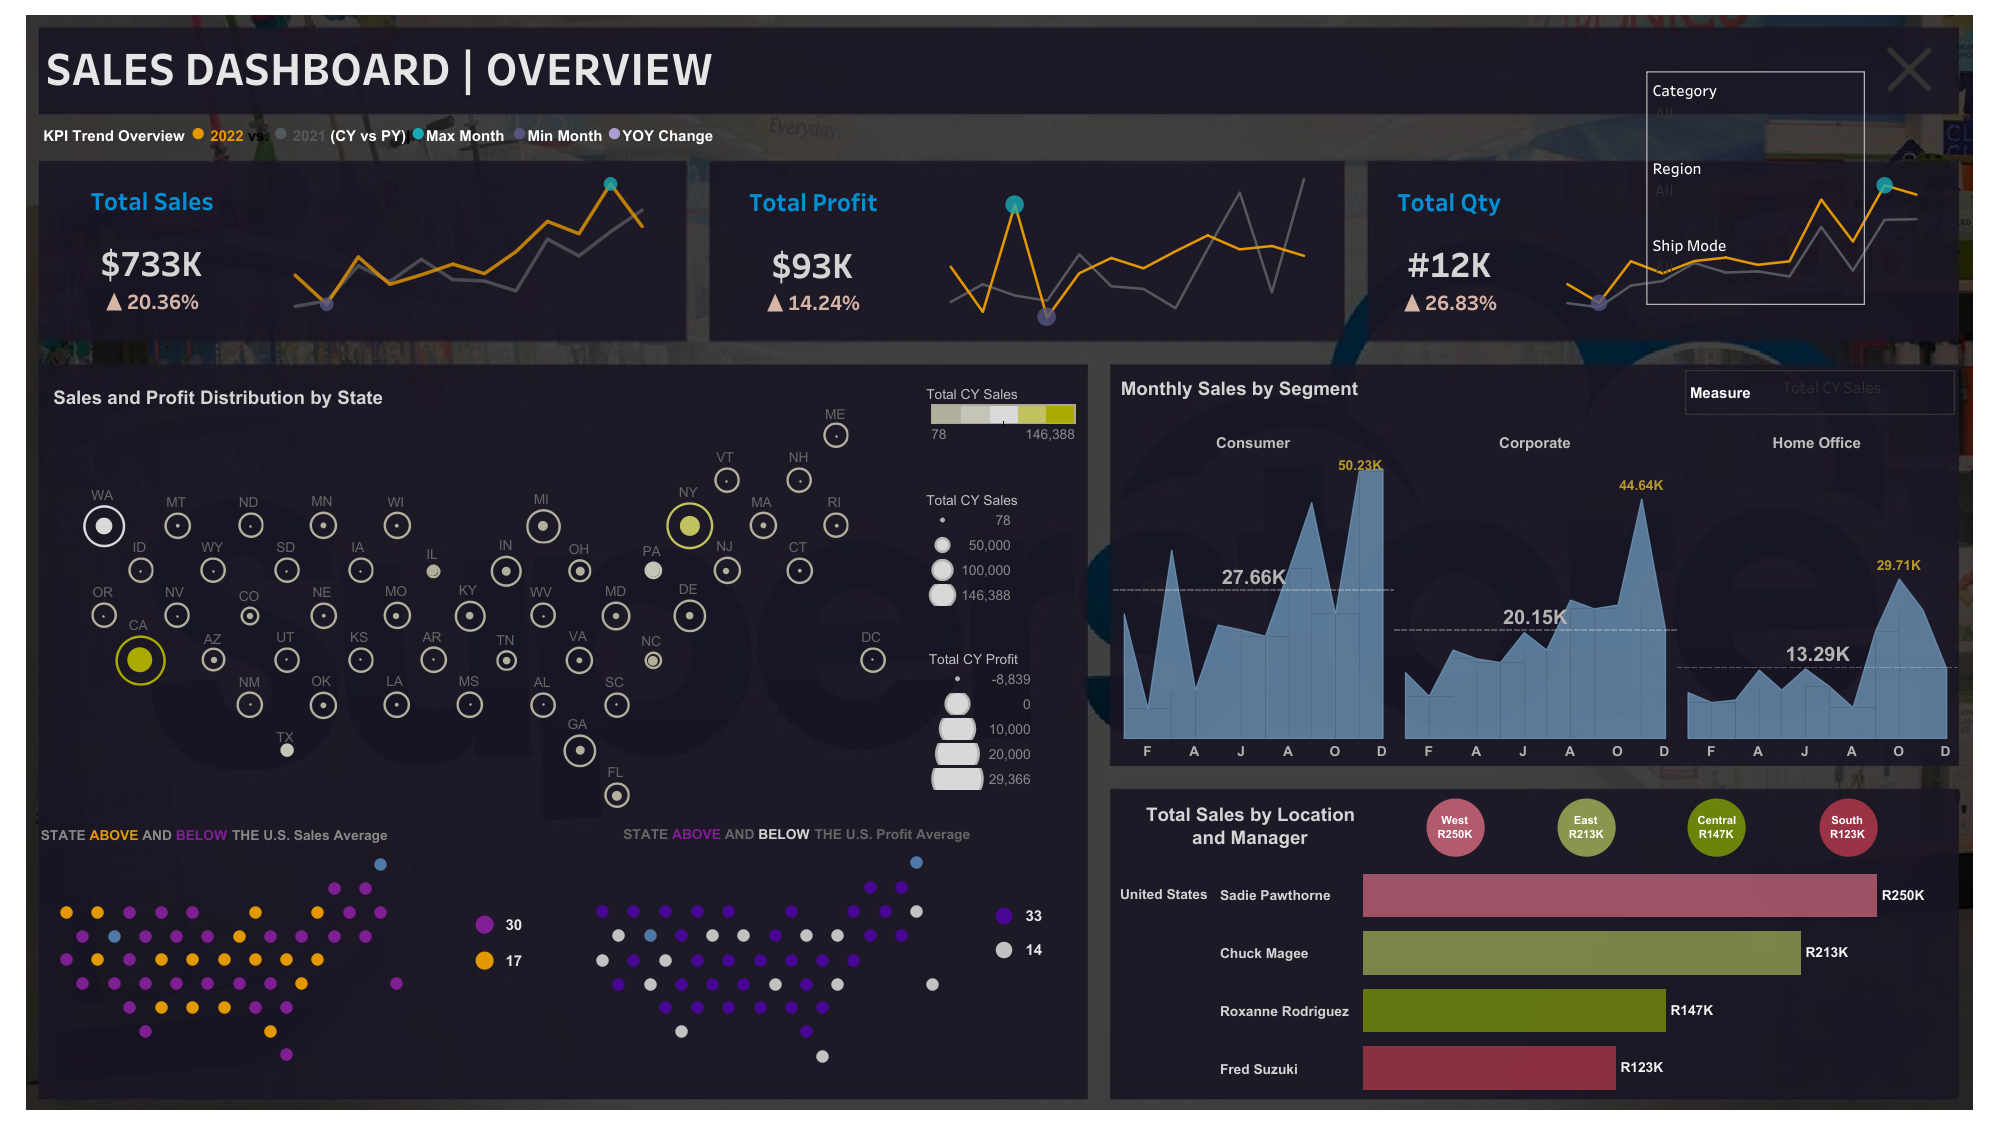 SALES DASHBOARD | OVERVIEW
Category
All
KPI Trend Overview 2022 vs. 2021 (CY vs PY)| Max Month Min Month YOY Change
Everyday!
Region
All
Ship Mode
All
Total Sales
$733K
▲ 20.36%
Total Profit
$93K
▲ 14.24%
Total Qty
#12K
▲ 26.83%
Sales and Profit Distribution by State
ME
VT NH
WA MT ND MN WI MI NY MA RI
ID WY SD IA IL IN OH PA NJ CT
OR NV CO NE MO KY WV MD DE
CA AZ UT KS AR TN VA NC DC
NM OK LA MS AL SC
TX GA
FL
Total CY Sales
78 146,388
Total CY Sales
78
50,000
100,000
146,388
Total CY Profit
-8,839
0
10,000
20,000
29,366
STATE ABOVE AND BELOW THE U.S. Sales Average
30
17
STATE ABOVE AND BELOW THE U.S. Profit Average
33
14
Monthly Sales by Segment
Measure Total CY Sales
Consumer Corporate Home Office
50.23K
44.64K
29.71K
27.66K
20.15K
13.29K
F A J A O D F A J A O D F A J A O D
Total Sales by Location
and Manager
West
R250K
East
R213K
Central
R147K
South
R123K
United States Sadie Pawthorne R250K
Chuck Magee R213K
Roxanne Rodriguez R147K
Fred Suzuki R123K